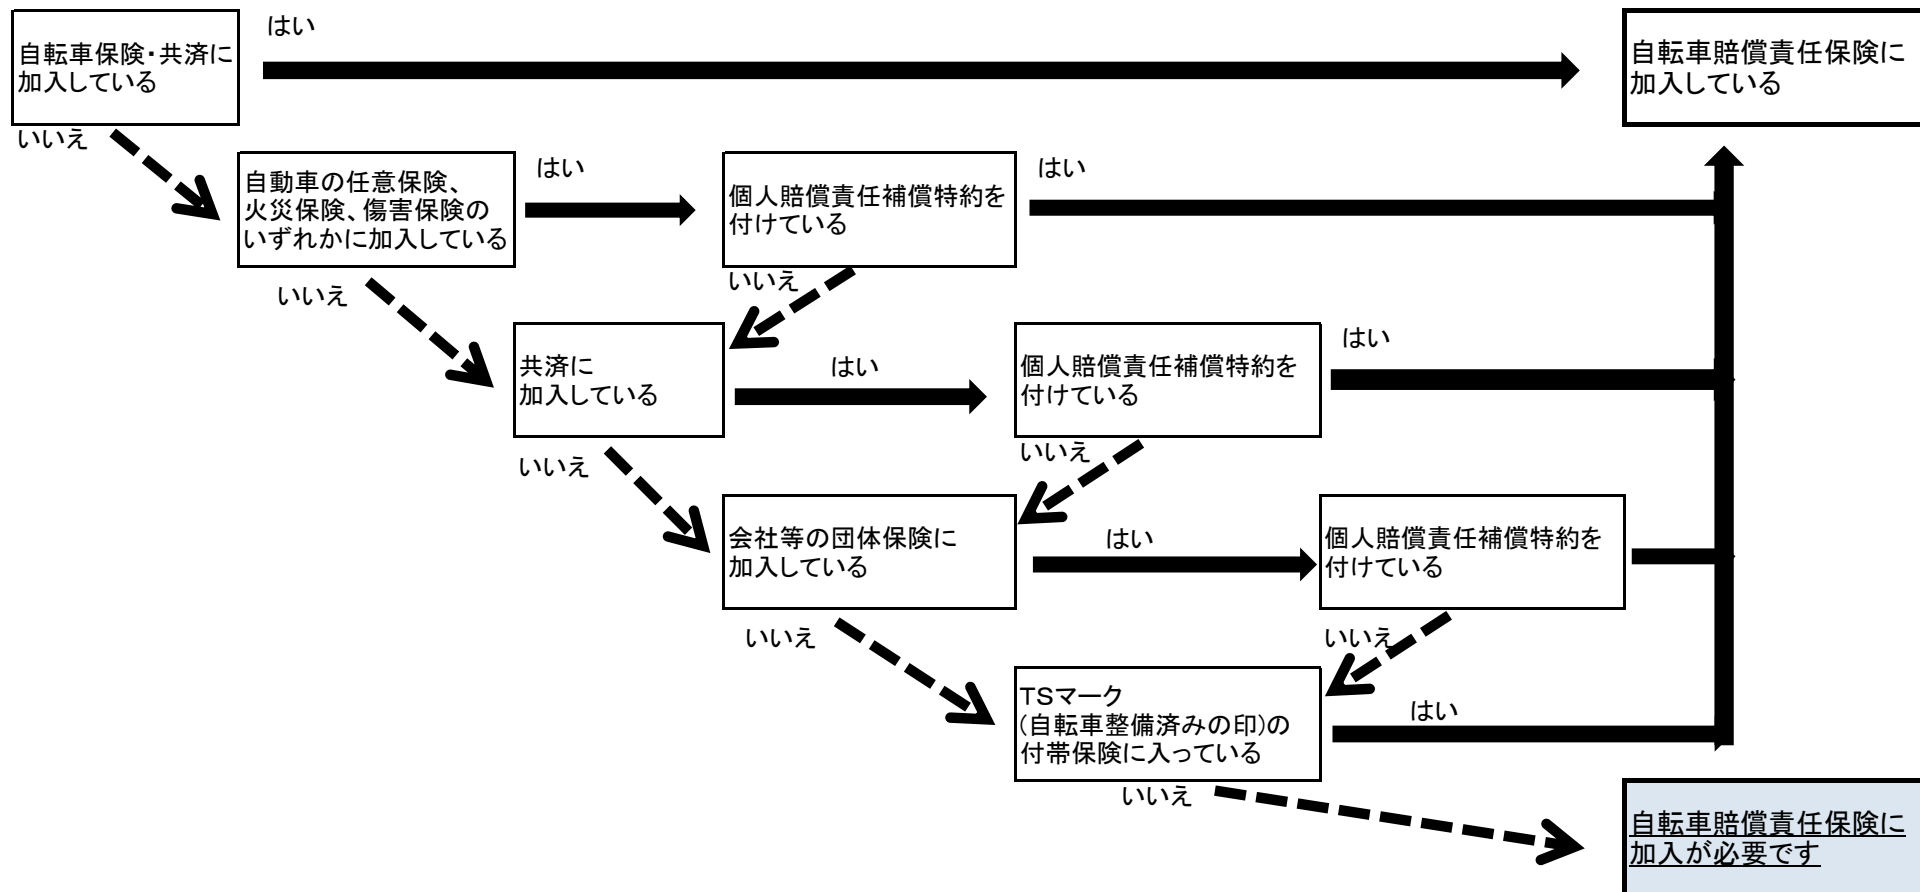 はい
自転車保険・共済に
加入している
自転車賠償責任保険に
加入している
いいえ
はい
はい
自動車の任意保険、
火災保険、傷害保険の
いずれかに加入している
個人賠償責任補償特約を
付けている
いいえ
いいえ
はい
共済に
加入している
はい
個人賠償責任補償特約を
付けている
いいえ
いいえ
会社等の団体保険に
加入している
はい
個人賠償責任補償特約を
付けている
いいえ
いいえ
TSマーク
(自転車整備済みの印)の
付帯保険に入っている
はい
いいえ
自転車賠償責任保険に
加入が必要です